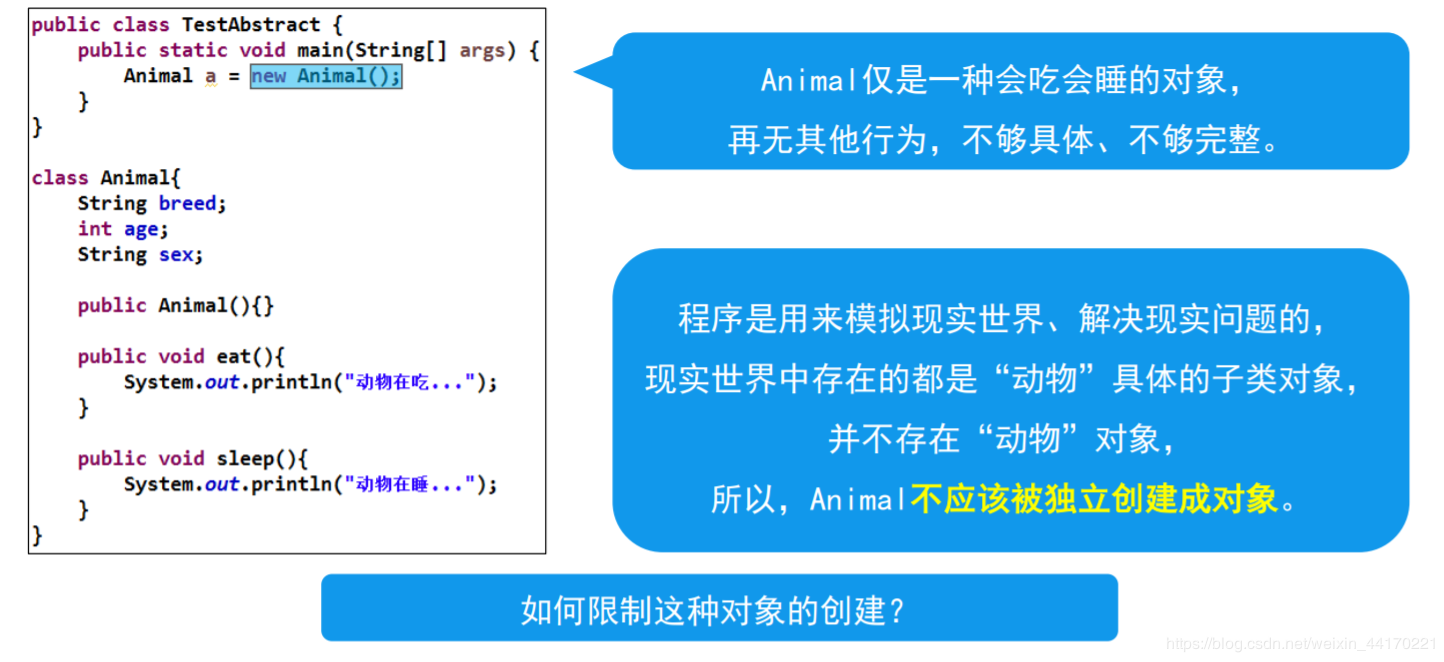 public class TestAbstract {
public static void main(String[] args) {
Animal a = new Animal();
}
}
class Animal{
String breed;
int age;
String sex;
public Animal(){}
public void eat(){
System.out.println("动物在吃...");
}
public void sleep(){
System.out.println("动物在睡...");
}
}
Animal仅是一种会吃会睡的对象，
再无其他行为，不够具体、不够完整。
程序是用来模拟现实世界、解决现实问题的，
现实世界中存在的都是“动物”具体的子类对象，
并不存在“动物”对象，
所以，Animal不应该被独立创建成对象。
如何限制这种对象的创建？
https://blog.csdn.net/weixin_44170221